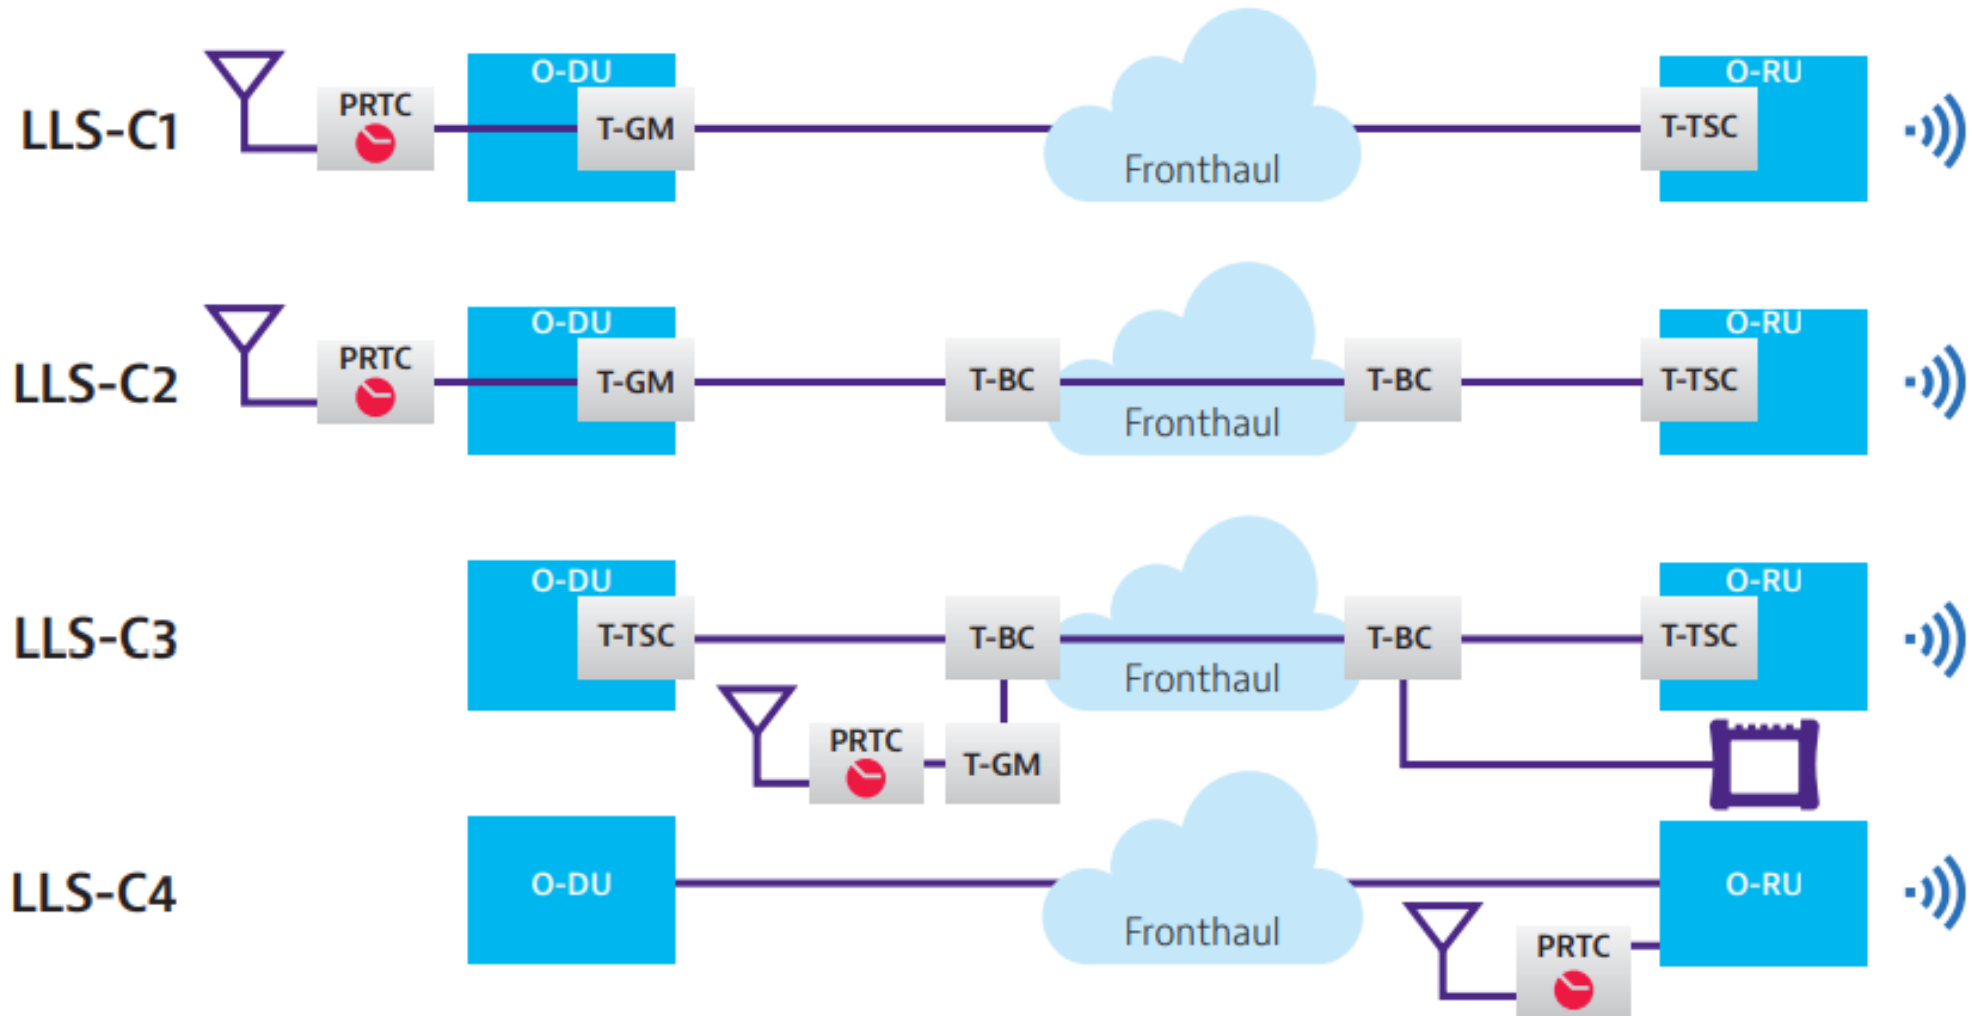 LLS-C1
PRTC
O-DU
T-GM
Fronthaul
O-RU
T-TSC
LLS-C2
PRTC
O-DU
T-GM
T-BC
Fronthaul
T-BC
O-RU
T-TSC
LLS-C3
O-DU
T-TSC
T-BC
Fronthaul
T-BC
O-RU
T-TSC
PRTC
T-GM
LLS-C4
O-DU
Fronthaul
O-RU
PRTC